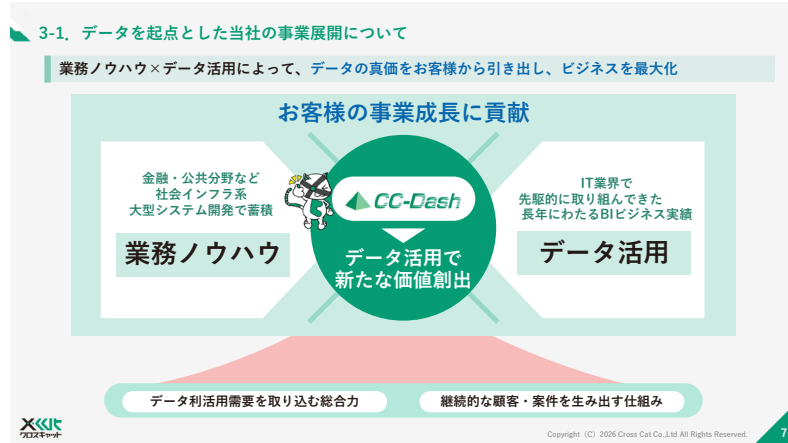 3-1. データを起点とした当社の事業展開について
業務ノウハウ×データ活用によって、データの真価をお客様から引き出し、ビジネスを最大化
お客様の事業成長に貢献
金融・公共分野など
社会インフラ系
大型システム開発で蓄積
業務ノウハウ
CC-Dash
データ活用で
新たな価値創出
IT業界で
先駆的に取り組んできた
長年にわたるBIビジネス実績
データ活用
データ利活用需要を取り込む総合力
継続的な顧客・案件を生み出す仕組み
クロスキャット
Copyright（C）2026 Cross Cat Co.,Ltd All Rights Reserved.
7